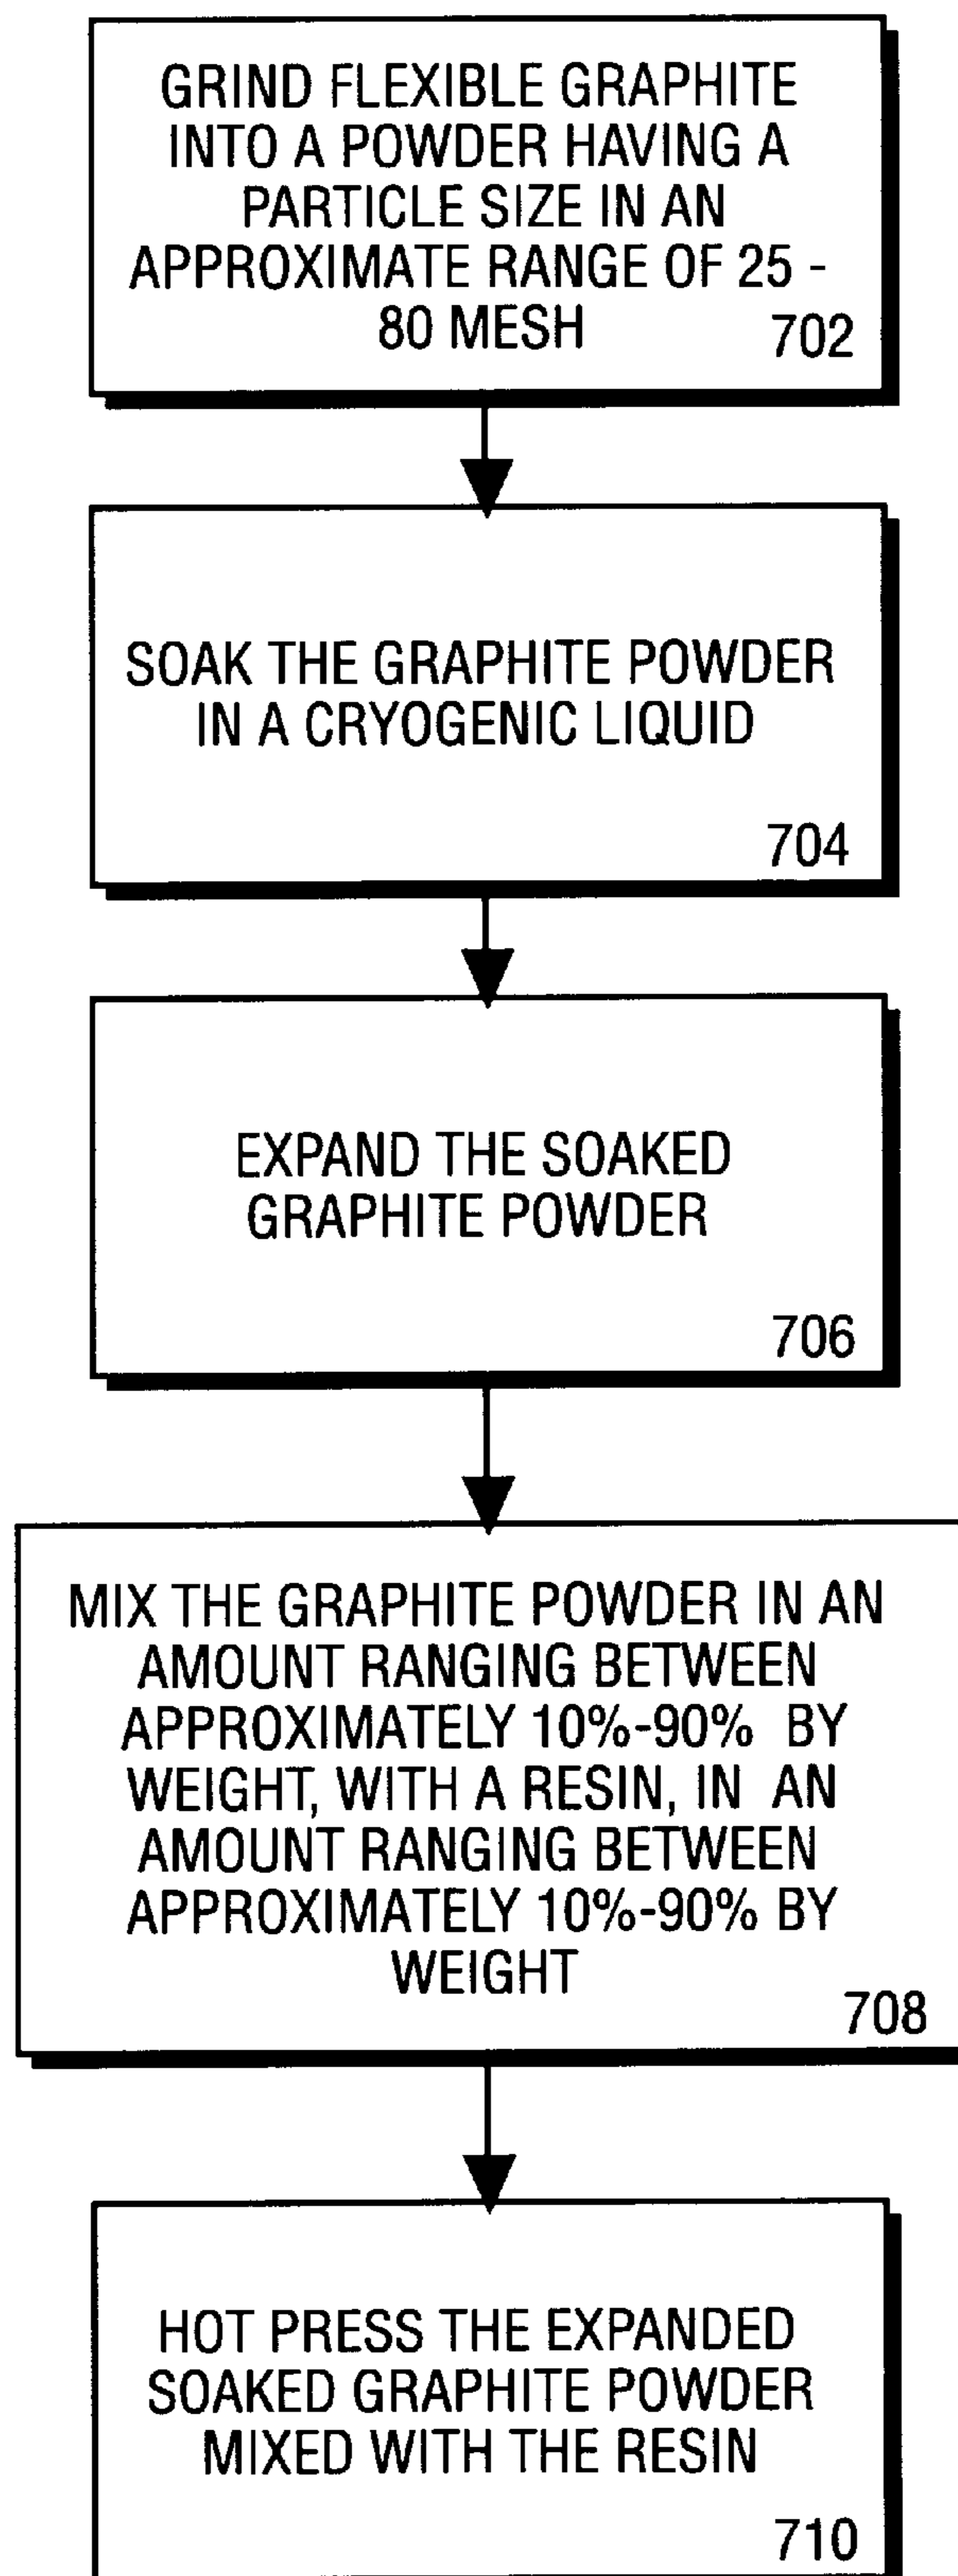 GRIND FLEXIBLE GRAPHITE
INTO A POWDER HAVING A
PARTICLE SIZE IN AN
APPROXIMATE RANGE OF 25 -
80 MESH
702
SOAK THE GRAPHITE POWDER
IN A CRYOGENIC LIQUID
704
EXPAND THE SOAKED
GRAPHITE POWDER
706
MIX THE GRAPHITE POWDER IN AN
AMOUNT RANGING BETWEEN
APPROXIMATELY 10%-90% BY
WEIGHT, WITH A RESIN, IN AN
AMOUNT RANGING BETWEEN
APPROXIMATELY 10%-90% BY
WEIGHT
708
HOT PRESS THE EXPANDED
SOAKED GRAPHITE POWDER
MIXED WITH THE RESIN
710